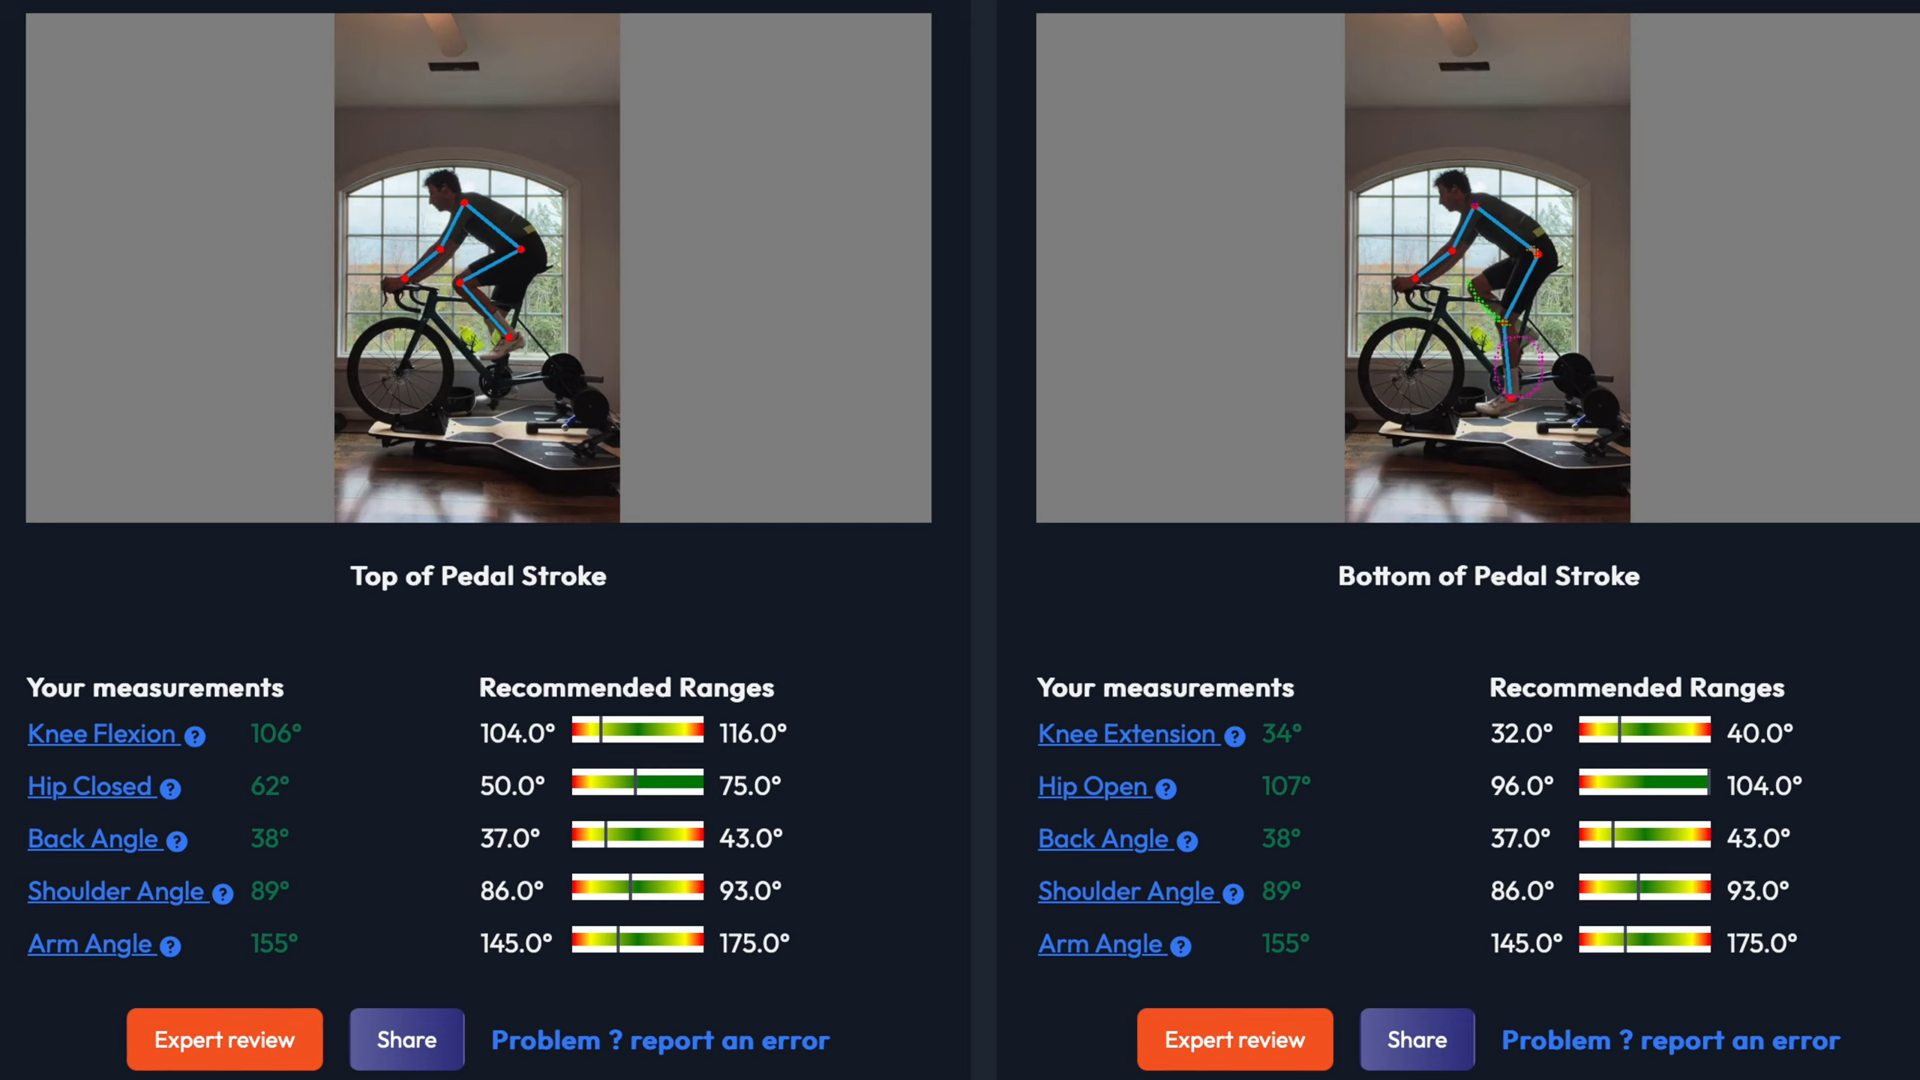 Top of Pedal Stroke
Your measurements
Recommended Ranges
Knee Flexion ? 106° 104.0° 116.0°
Hip Closed ? 62° 50.0° 75.0°
Back Angle ? 38° 37.0° 43.0°
Shoulder Angle ? 89° 86.0° 93.0°
Arm Angle ? 155° 145.0° 175.0°
Expert review
Share
Problem ? report an error
Bottom of Pedal Stroke
Your measurements
Recommended Ranges
Knee Extension ? 34° 32.0° 40.0°
Hip Open ? 107° 96.0° 104.0°
Back Angle ? 38° 37.0° 43.0°
Shoulder Angle ? 89° 86.0° 93.0°
Arm Angle ? 155° 145.0° 175.0°
Expert review
Share
Problem ? report an error